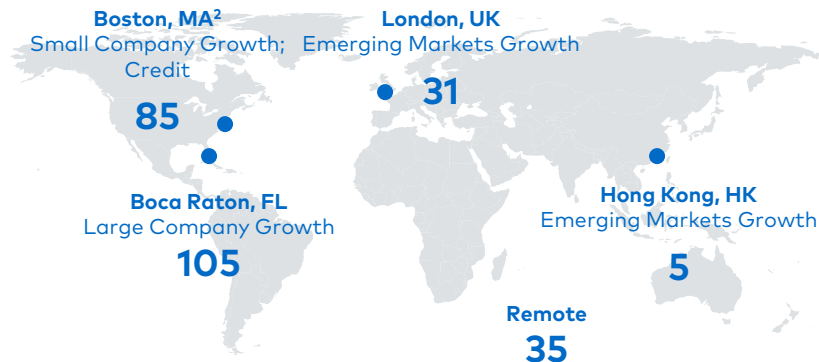 Boston, MA²
Small Company Growth;
Credit
85
London, UK
Emerging Markets Growth
31
Boca Raton, FL
Large Company Growth
105
Hong Kong, HK
Emerging Markets Growth
5
Remote
35